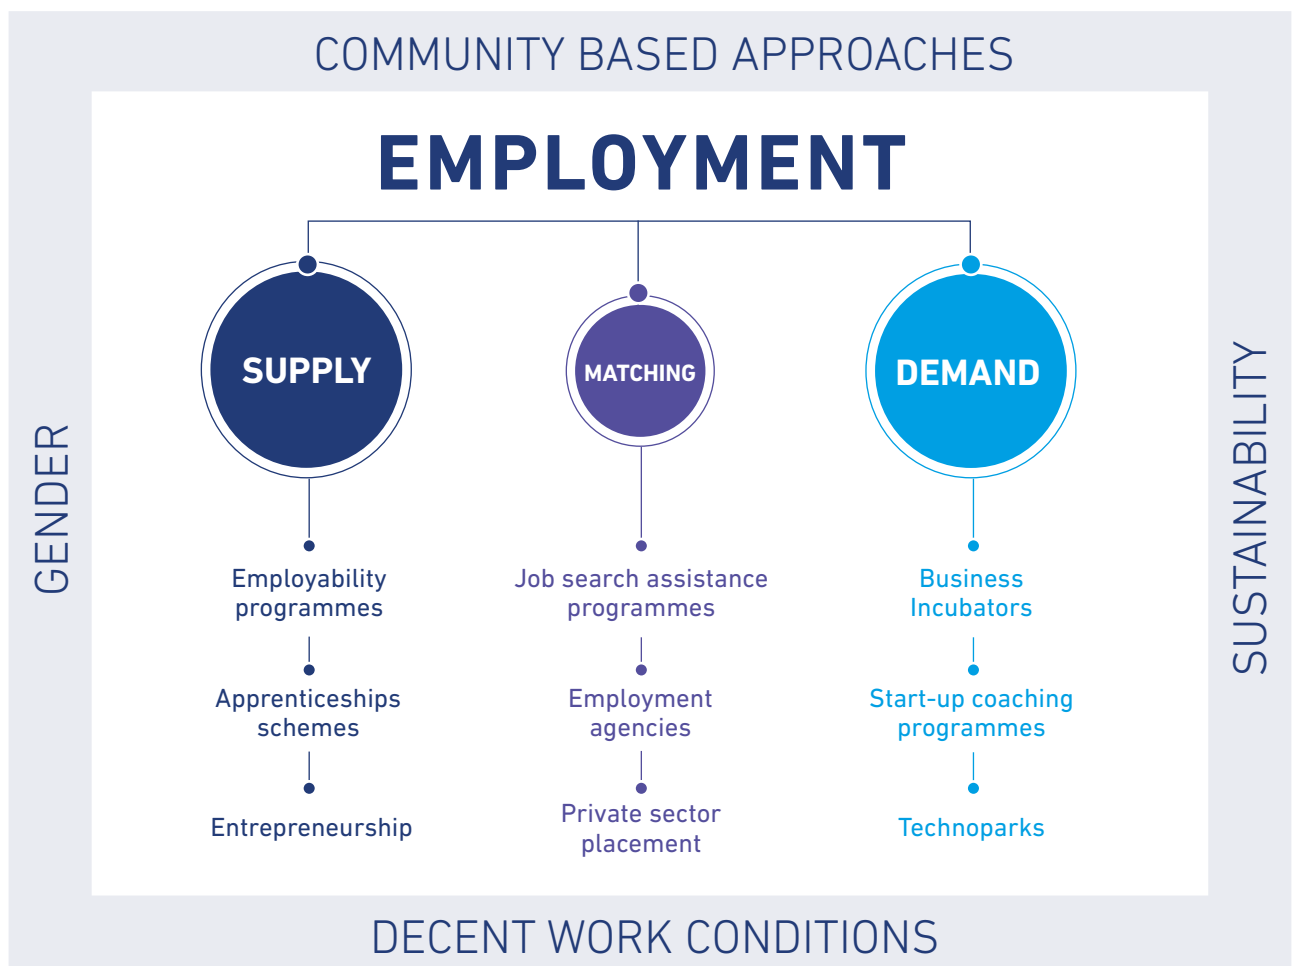 COMMUNITY BASED APPROACHES
EMPLOYMENT
SUPPLY
MATCHING
DEMAND
GENDER
SUSTAINABILITY
Employability
programmes
Apprenticeships
schemes
Entrepreneurship
Job search assistance
programmes
Employment
agencies
Private sector
placement
Business
Incubators
Start-up coaching
programmes
Technoparks
DECENT WORK CONDITIONS